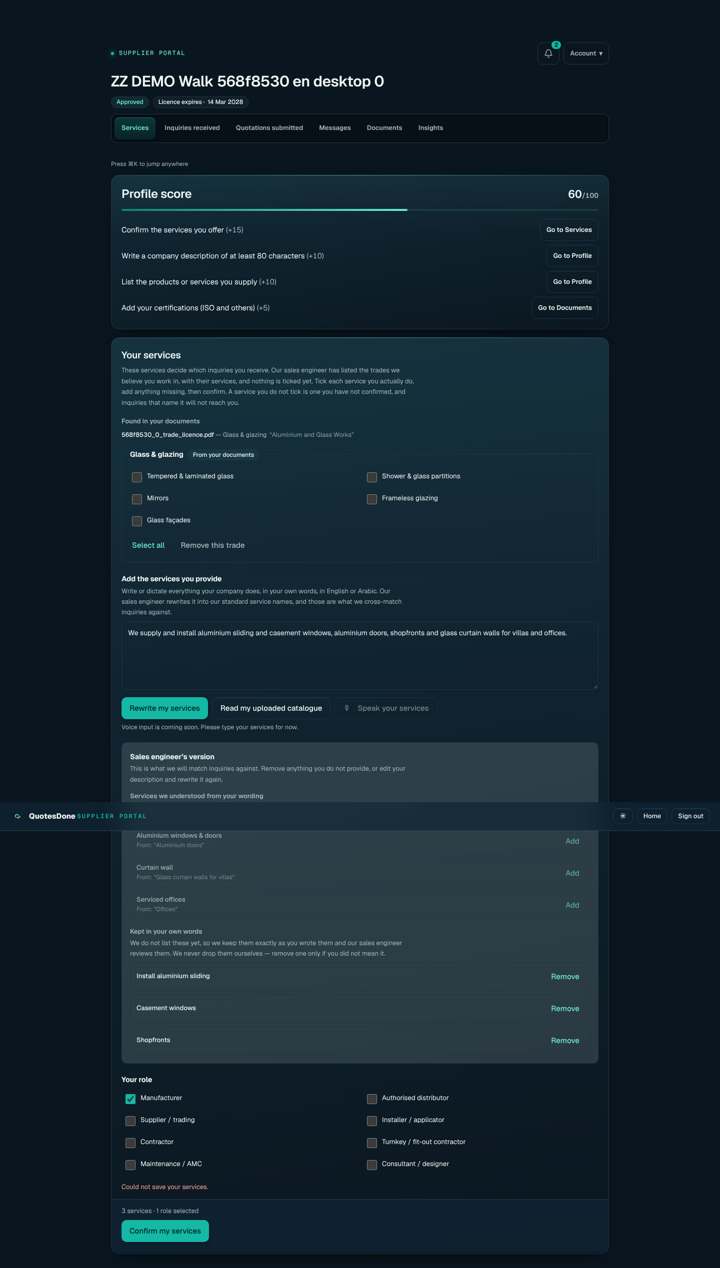 SUPPLIER PORTAL
2
Account ▾
ZZ DEMO Walk 568f8530 en desktop 0
Approved
Licence expires · 14 Mar 2028
Services
Inquiries received
Quotations submitted
Messages
Documents
Insights
Press ⌘K to jump anywhere
Profile score
60/100
Confirm the services you offer (+15)
Go to Services
Write a company description of at least 80 characters (+10)
Go to Profile
List the products or services you supply (+10)
Go to Profile
Add your certifications (ISO and others) (+5)
Go to Documents
Your services
These services decide which inquiries you receive. Our sales engineer has listed the trades we
believe you work in, with their services, and nothing is ticked yet. Tick each service you actually do,
add anything missing, then confirm. A service you do not tick is one you have not confirmed, and
inquiries that name it will not reach you.
Found in your documents
568f8530_0_trade_licence.pdf — Glass & glazing "Aluminium and Glass Works"
Glass & glazing
From your documents
Tempered & laminated glass
Shower & glass partitions
Mirrors
Frameless glazing
Glass façades
Select all
Remove this trade
Add the services you provide
Write or dictate everything your company does, in your own words, in English or Arabic. Our
sales engineer rewrites it into our standard service names, and those are what we cross-match
inquiries against.
We supply and install aluminium sliding and casement windows, aluminium doors, shopfronts and glass curtain walls for villas and offices.
Rewrite my services
Read my uploaded catalogue
Speak your services
Voice input is coming soon. Please type your services for now.
Sales engineer's version
This is what we will match inquiries against. Remove anything you do not provide, or edit your
description and rewrite it again.
Services we understood from your wording
QuotesDone SUPPLIER PORTAL
Home
Sign out
Aluminium windows & doors
From: "Aluminium doors"
Add
Curtain wall
From: "Glass curtain walls for villas"
Add
Serviced offices
From: "Offices"
Add
Kept in your own words
We do not list these yet, so we keep them exactly as you wrote them and our sales engineer
reviews them. We never drop them ourselves — remove one only if you did not mean it.
Install aluminium sliding
Remove
Casement windows
Remove
Shopfronts
Remove
Your role
Manufacturer
Authorised distributor
Supplier / trading
Installer / applicator
Contractor
Turnkey / fit-out contractor
Maintenance / AMC
Consultant / designer
Could not save your services.
3 services · 1 role selected
Confirm my services